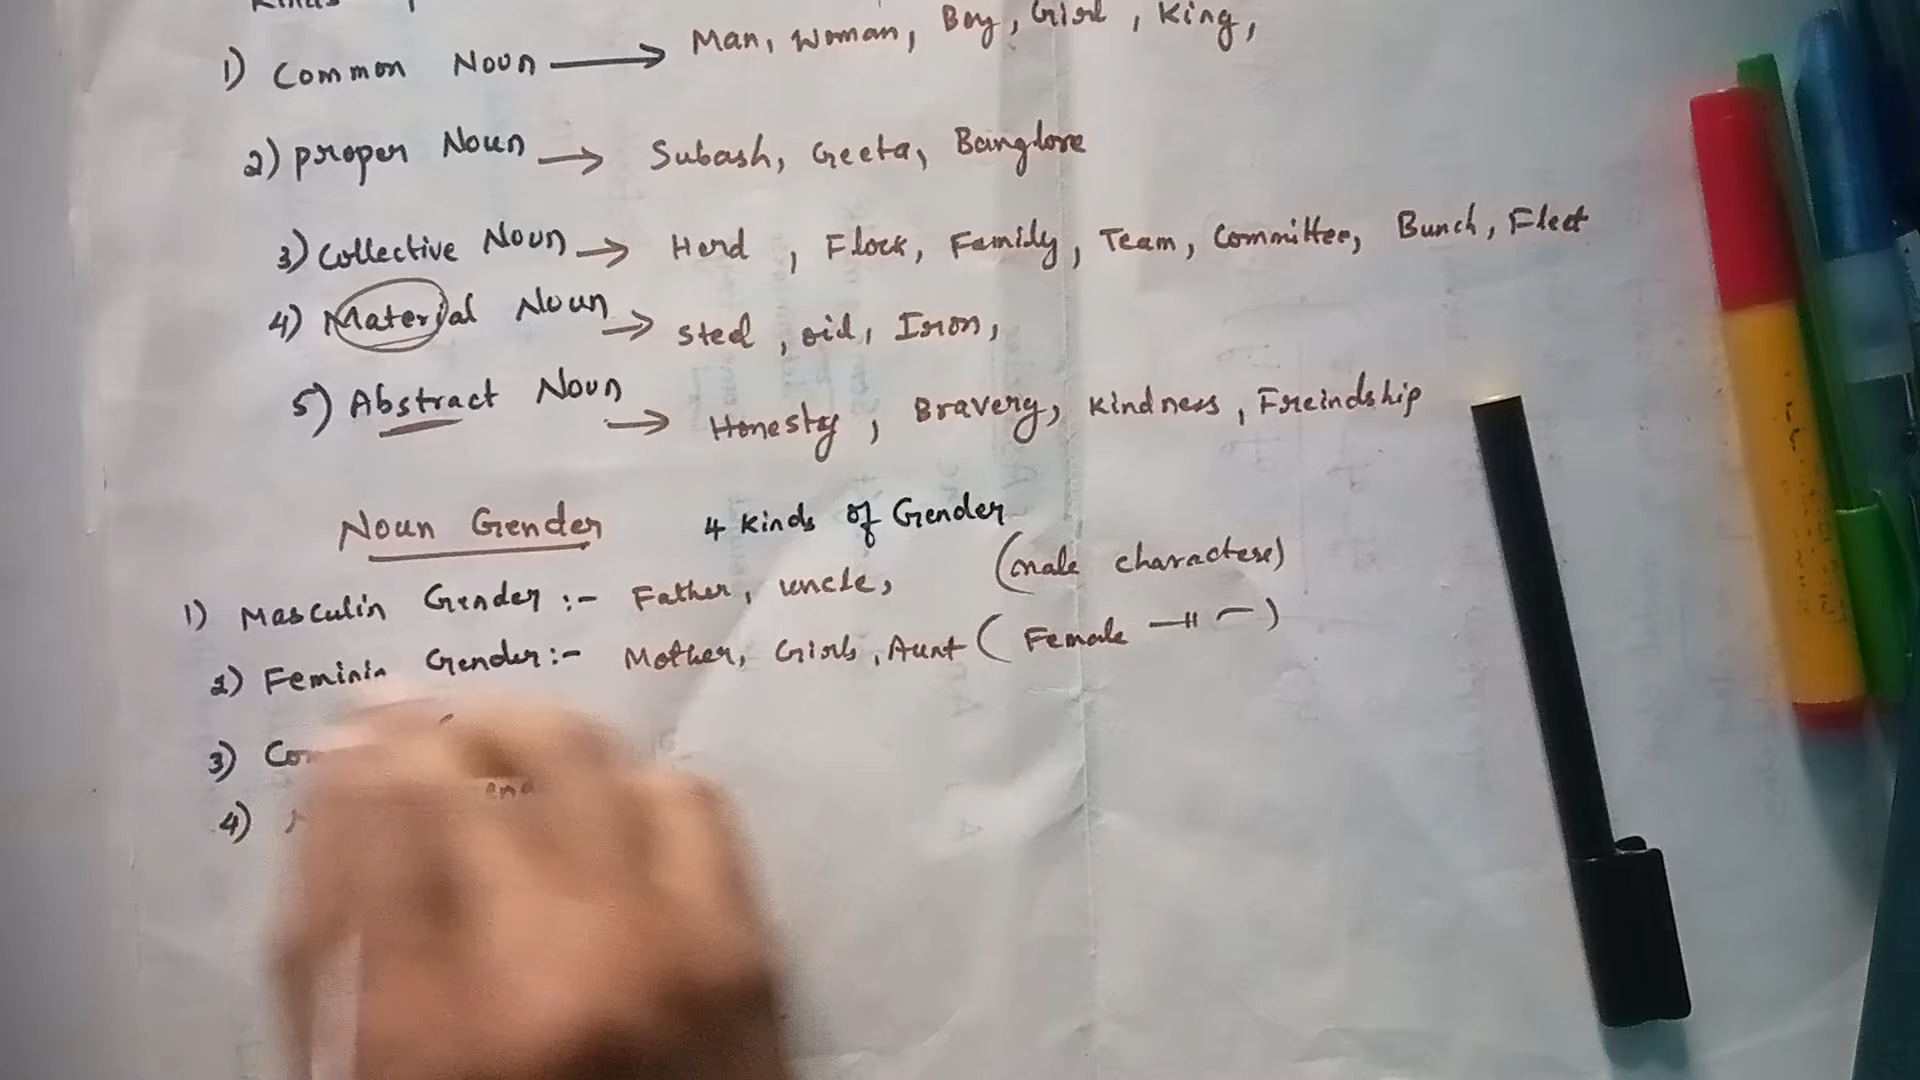 1) Common Noun → Man, Woman, Boy, Girl, King,
2) Proper Noun → Subash, Geeta, Banglore
3) Collective Noun → Herd, Flock, Family, Team, Committee, Bunch, Fleet
4) Material Noun → Steel, oil, Iron,
5) Abstract Noun → Honesty, Bravery, Kindness, Freindship
Noun Gender 4 Kinds of Gender
1) Masculin Gender :- Father, uncle, (male characters)
2) Feminin Gender :- Mother, Girls, Aunt (Female —"—)
3) Co
4)